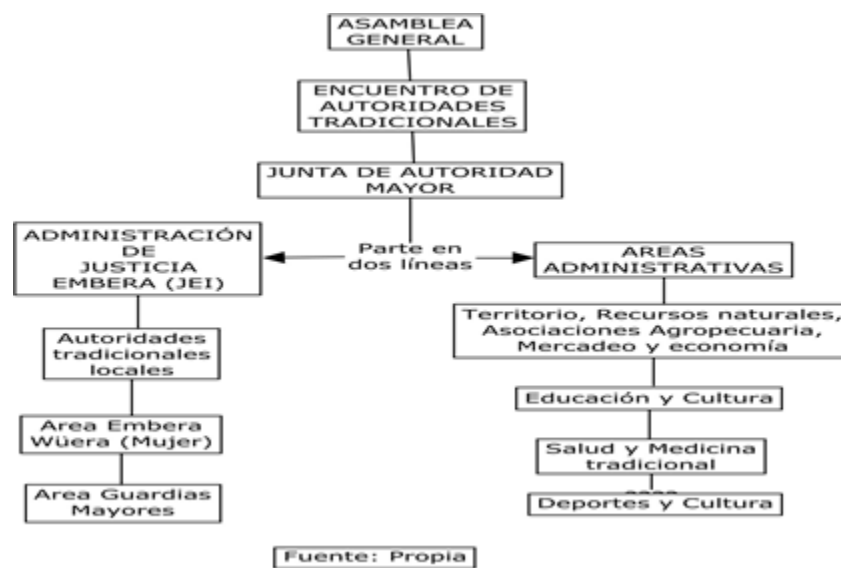 ASAMBLEA
GENERAL
ENCUENTRO DE
AUTORIDADES
TRADICIONALES
JUNTA DE AUTORIDAD
MAYOR
Parte en
dos líneas
ADMINISTRACIÓN
DE
JUSTICIA
EMBERA (JEI)
Autoridades
tradicionales
locales
Area Embera
Wüera (Mujer)
Area Guardias
Mayores
AREAS
ADMINISTRATIVAS
Territorio, Recursos naturales,
Asociaciones Agropecuaria,
Mercadeo y economía
Educación y Cultura
Salud y Medicina
tradicional
Deportes y Cultura
Fuente: Propia